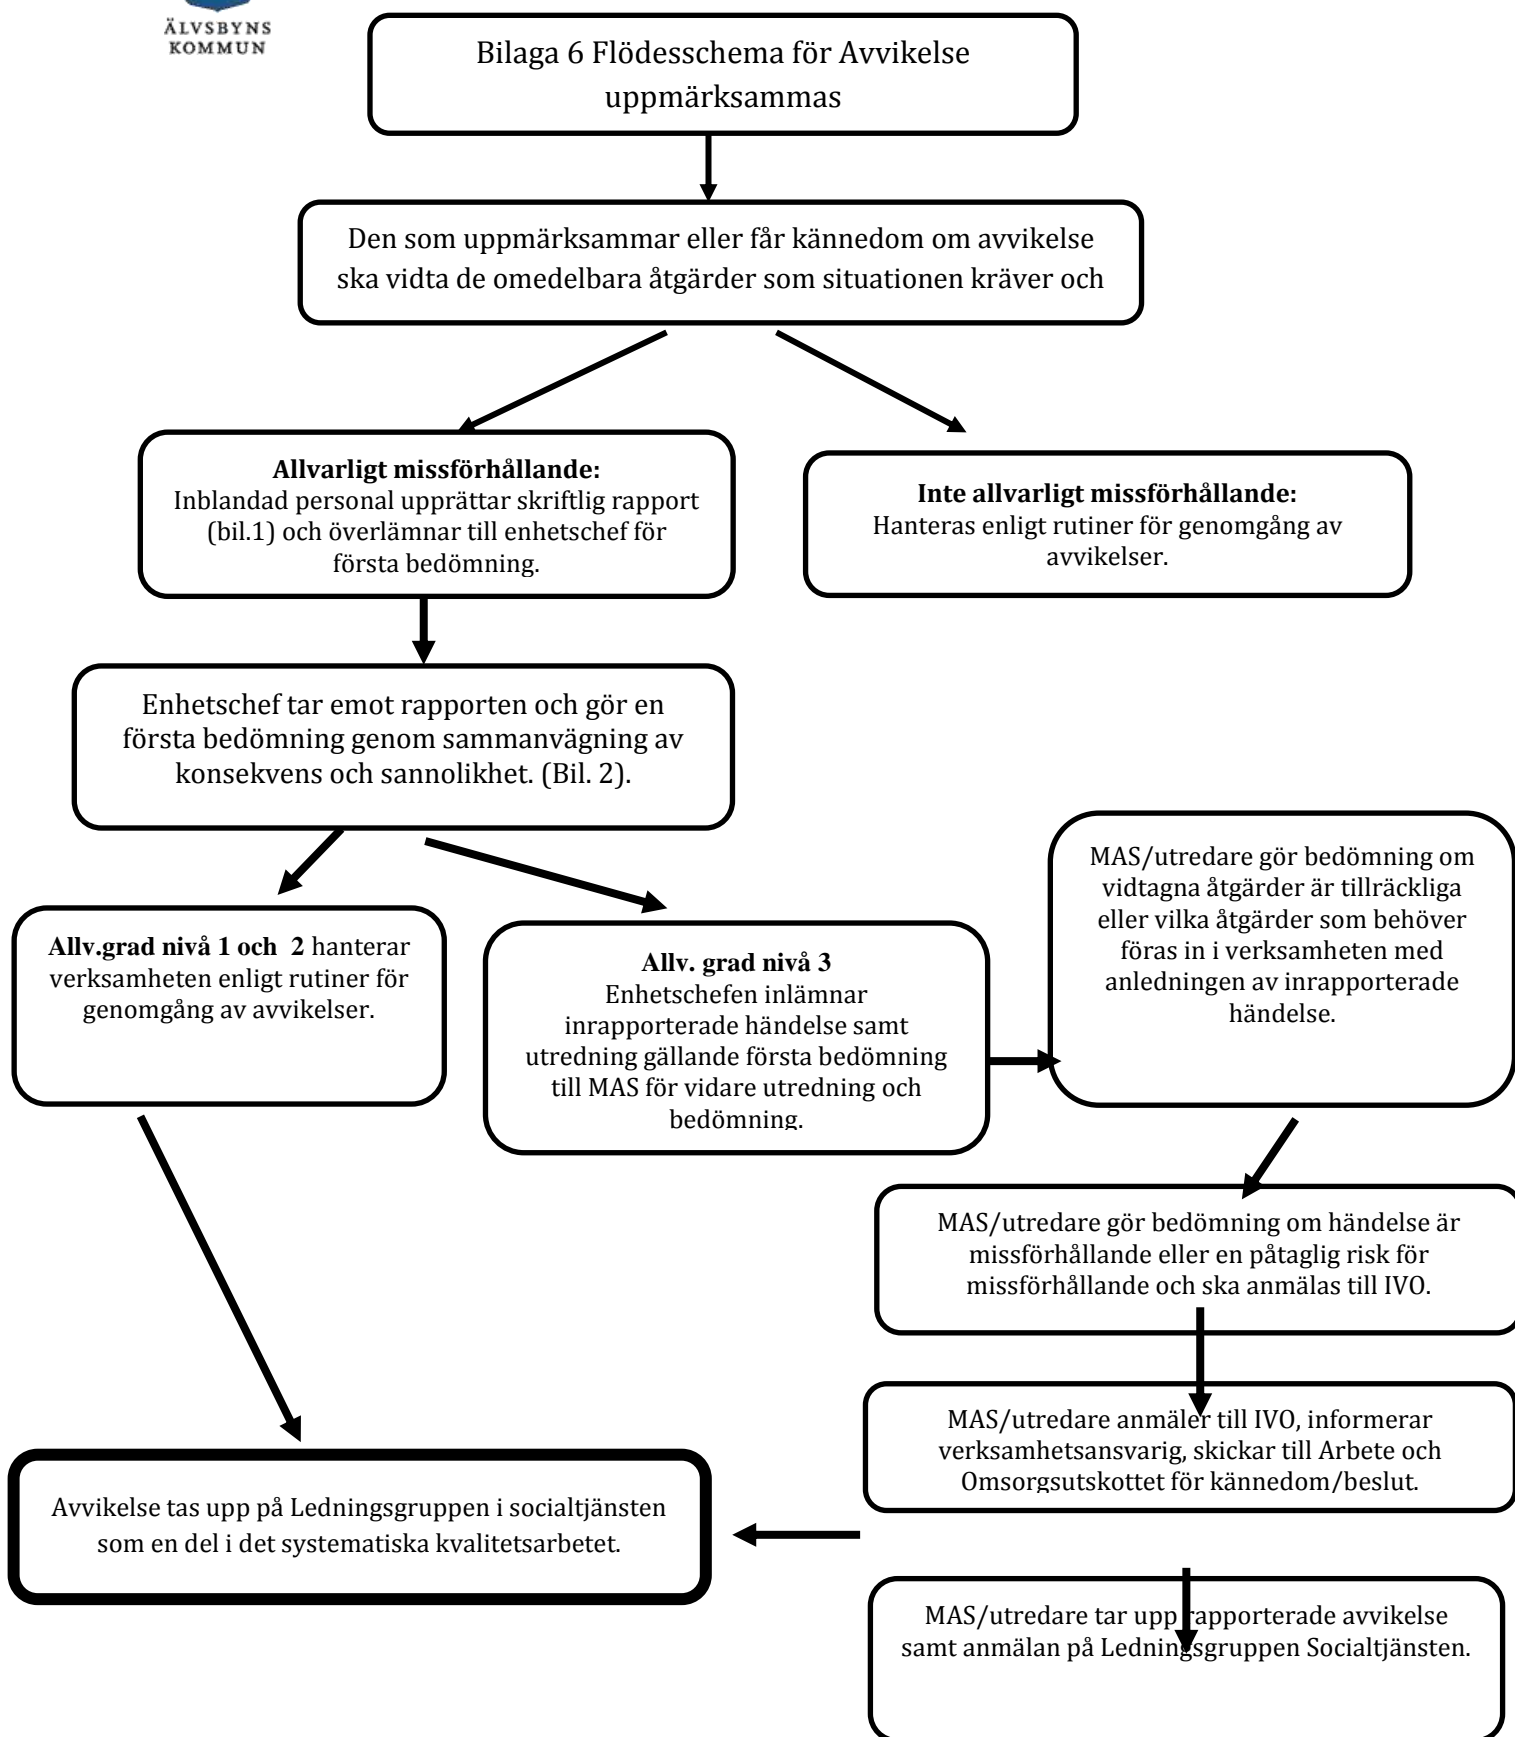 ÄLVSBYNS
KOMMUN
Bilaga 6 Flödesschema för Avvikelse
uppmärksammas
Den som uppmärksammar eller får kännedom om avvikelse
ska vidta de omedelbara åtgärder som situationen kräver och
Allvarligt missförhållande:
Inblandad personal upprättar skriftlig rapport
(bil.1) och överlämnar till enhetschef för
första bedömning.
Inte allvarligt missförhållande:
Hanteras enligt rutiner för genomgång av
avvikelser.
Enhetschef tar emot rapporten och gör en
första bedömning genom sammanvägning av
konsekvens och sannolikhet. (Bil. 2).
Allv.grad nivå 1 och  2 hanterar
verksamheten enligt rutiner för
genomgång av avvikelser.
Allv. grad nivå 3
Enhetschefen inlämnar
inrapporterade händelse samt
utredning gällande första bedömning
till MAS för vidare utredning och
bedömning.
MAS/utredare gör bedömning om
vidtagna åtgärder är tillräckliga
eller vilka åtgärder som behöver
föras in i verksamheten med
anledningen av inrapporterade
händelse.
MAS/utredare gör bedömning om händelse är
missförhållande eller en påtaglig risk för
missförhållande och ska anmälas till IVO.
MAS/utredare anmäler till IVO, informerar
verksamhetsansvarig, skickar till Arbete och
Omsorgsutskottet för kännedom/beslut.
Avvikelse tas upp på Ledningsgruppen i socialtjänsten
som en del i det systematiska kvalitetsarbetet.
MAS/utredare tar upp rapporterade avvikelse
samt anmälan på Ledningsgruppen Socialtjänsten.